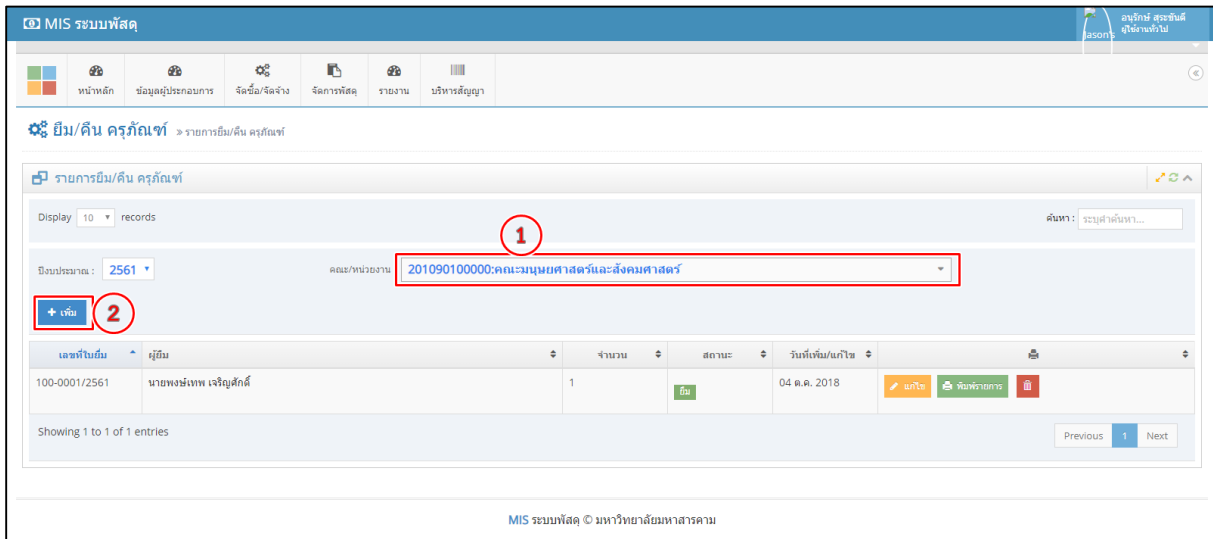 MIS ระบบพัสดุ
Jason's
อนุรักษ์ สุระขันตี
ผู้ใช้งานทั่วไป
หน้าหลัก ข้อมูลผู้ประกอบการ จัดซื้อ/จัดจ้าง จัดการพัสดุ รายงาน บริหารสัญญา
ยืม/คืน ครุภัณฑ์ » รายการยืม/คืน ครุภัณฑ์
รายการยืม/คืน ครุภัณฑ์
Display 10 records ค้นหา : ระบุคำค้นหา...
1
ปีงบประมาณ : 2561 คณะ/หน่วยงาน 201090100000:คณะมนุษยศาสตร์และสังคมศาสตร์
+ เพิ่ม 2
เลขที่ใบยืม ผู้ยืม จำนวน สถานะ วันที่เพิ่ม/แก้ไข
100-0001/2561 นายพงษ์เทพ เจริญศักดิ์ 1 ยืม 04 ต.ค. 2018 แก้ไข พิมพ์รายการ
Showing 1 to 1 of 1 entries Previous 1 Next
MIS ระบบพัสดุ © มหาวิทยาลัยมหาสารคาม